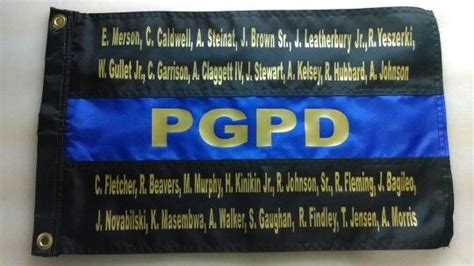 E. Merson, C. Caldwell, A. Steinat, J. Brown Sr., J. Leatherbury Jr., R. Yeszerki,
W. Gullet Jr., C. Garrison, A. Claggett IV, J. Stewart, A. Kelsey, R. Hubbard, A. Johnson
PGPD
C. Fletcher, R. Beavers, M. Murphy, H. Kinikin Jr., R. Johnson, Sr., R. Fleming, J. Bagileo,
J. Novabilski, K. Masembwa, A. Walker, S. Gaughan, R. Findley, T. Jensen, A. Morris